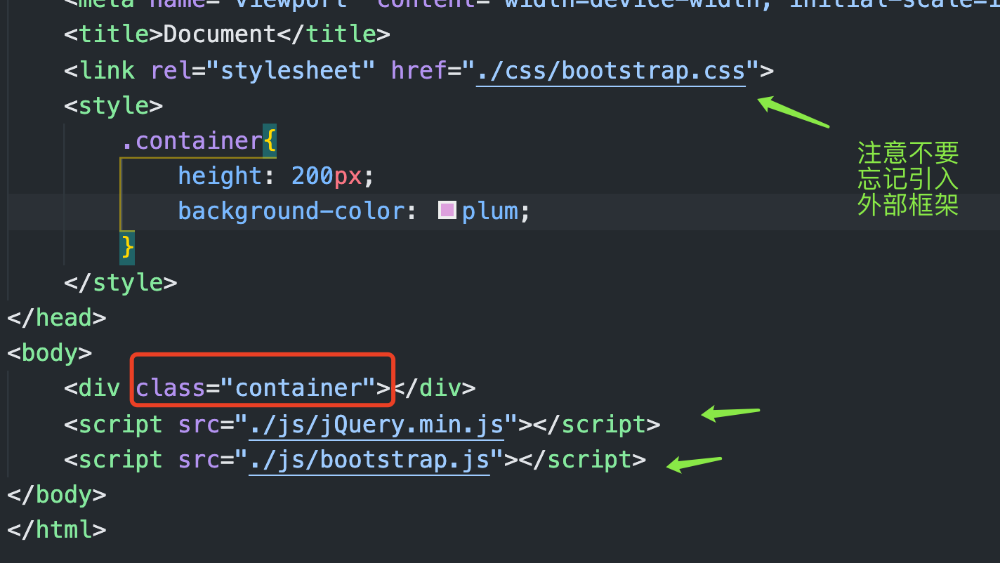 <meta name="viewport" content="width=device-width, initial-scale=1
<title>Document</title>
<link rel="stylesheet" href="./css/bootstrap.css">
<style>
.container{
height: 200px;
background-color: plum;
}
</style>
</head>
<body>
<div class="container"></div>
<script src="./js/jQuery.min.js"></script>
<script src="./js/bootstrap.js"></script>
</body>
</html>
注意不要
忘记引入
外部框架